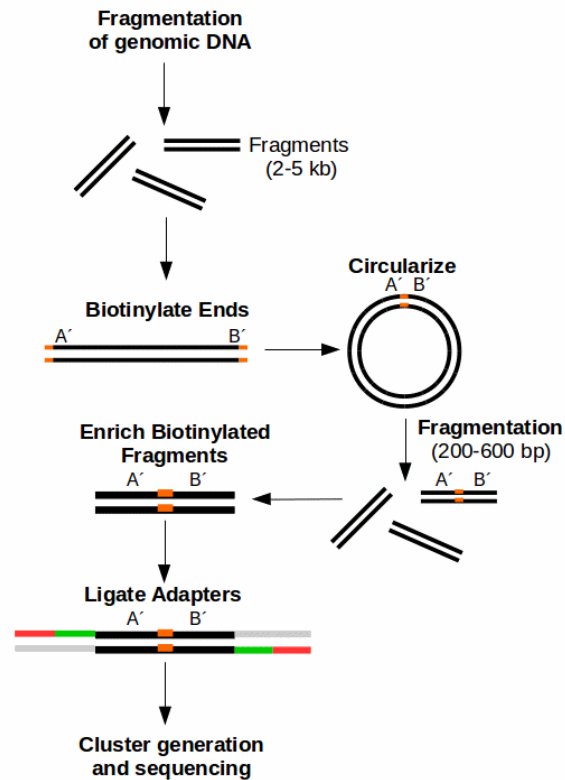 Fragmentation
of genomic DNA
Fragments
(2-5 kb)
Biotinylate Ends
A´ B´
Circularize
A´ B´
Fragmentation
(200-600 bp)
A´ B´
Enrich Biotinylated
Fragments
A´ B´
Ligate Adapters
A´ B´
Cluster generation
and sequencing